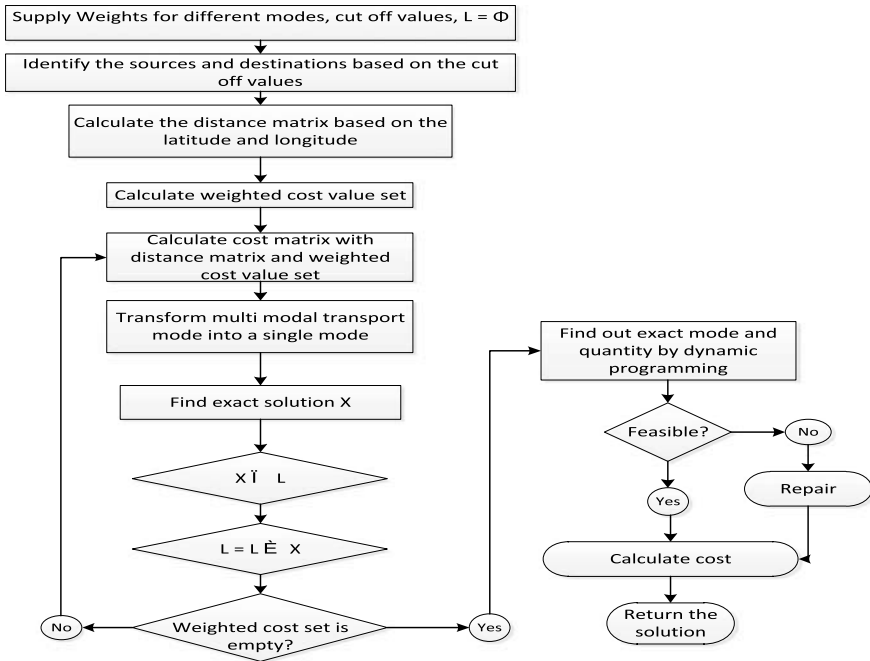 Supply Weights for different modes, cut off values, L = Φ
Identify the sources and destinations based on the cut
off values
Calculate the distance matrix based on the
latitude and longitude
Calculate weighted cost value set
Calculate cost matrix with
distance matrix and weighted
cost value set
Transform multi modal transport
mode into a single mode
Find exact solution X
X Ï L
L = L È X
Weighted cost set is
empty?
No
Yes
Find out exact mode and
quantity by dynamic
programming
Feasible?
No
Yes
Repair
Calculate cost
Return the
solution